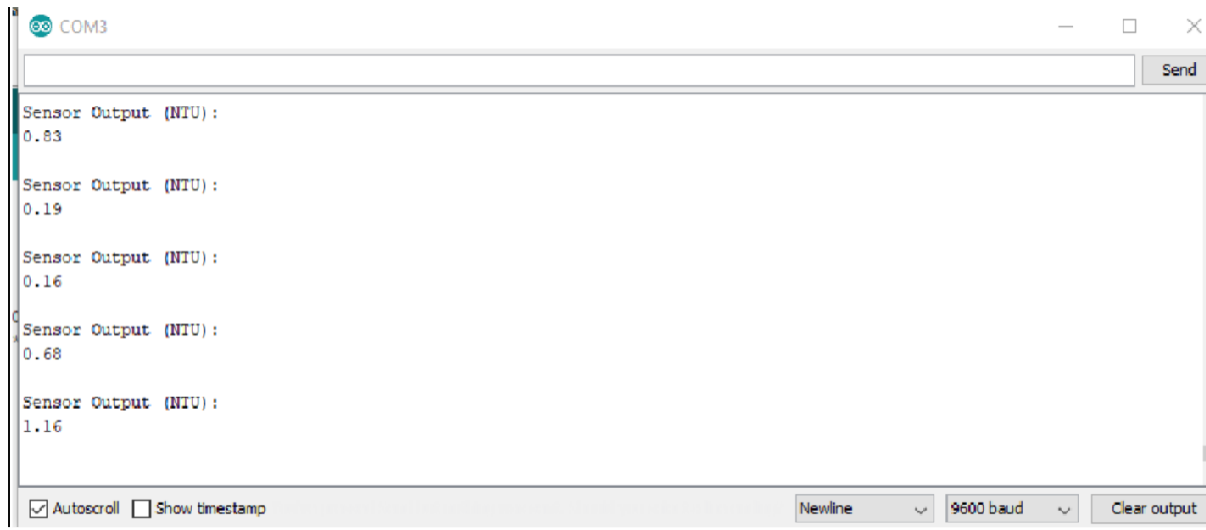 COM3
Send
Sensor Output (NTU):
0.83
Sensor Output (NTU):
0.19
Sensor Output (NTU):
0.16
Sensor Output (NTU):
0.68
Sensor Output (NTU):
1.16
Autoscroll Show timestamp Newline 9600 baud Clear output